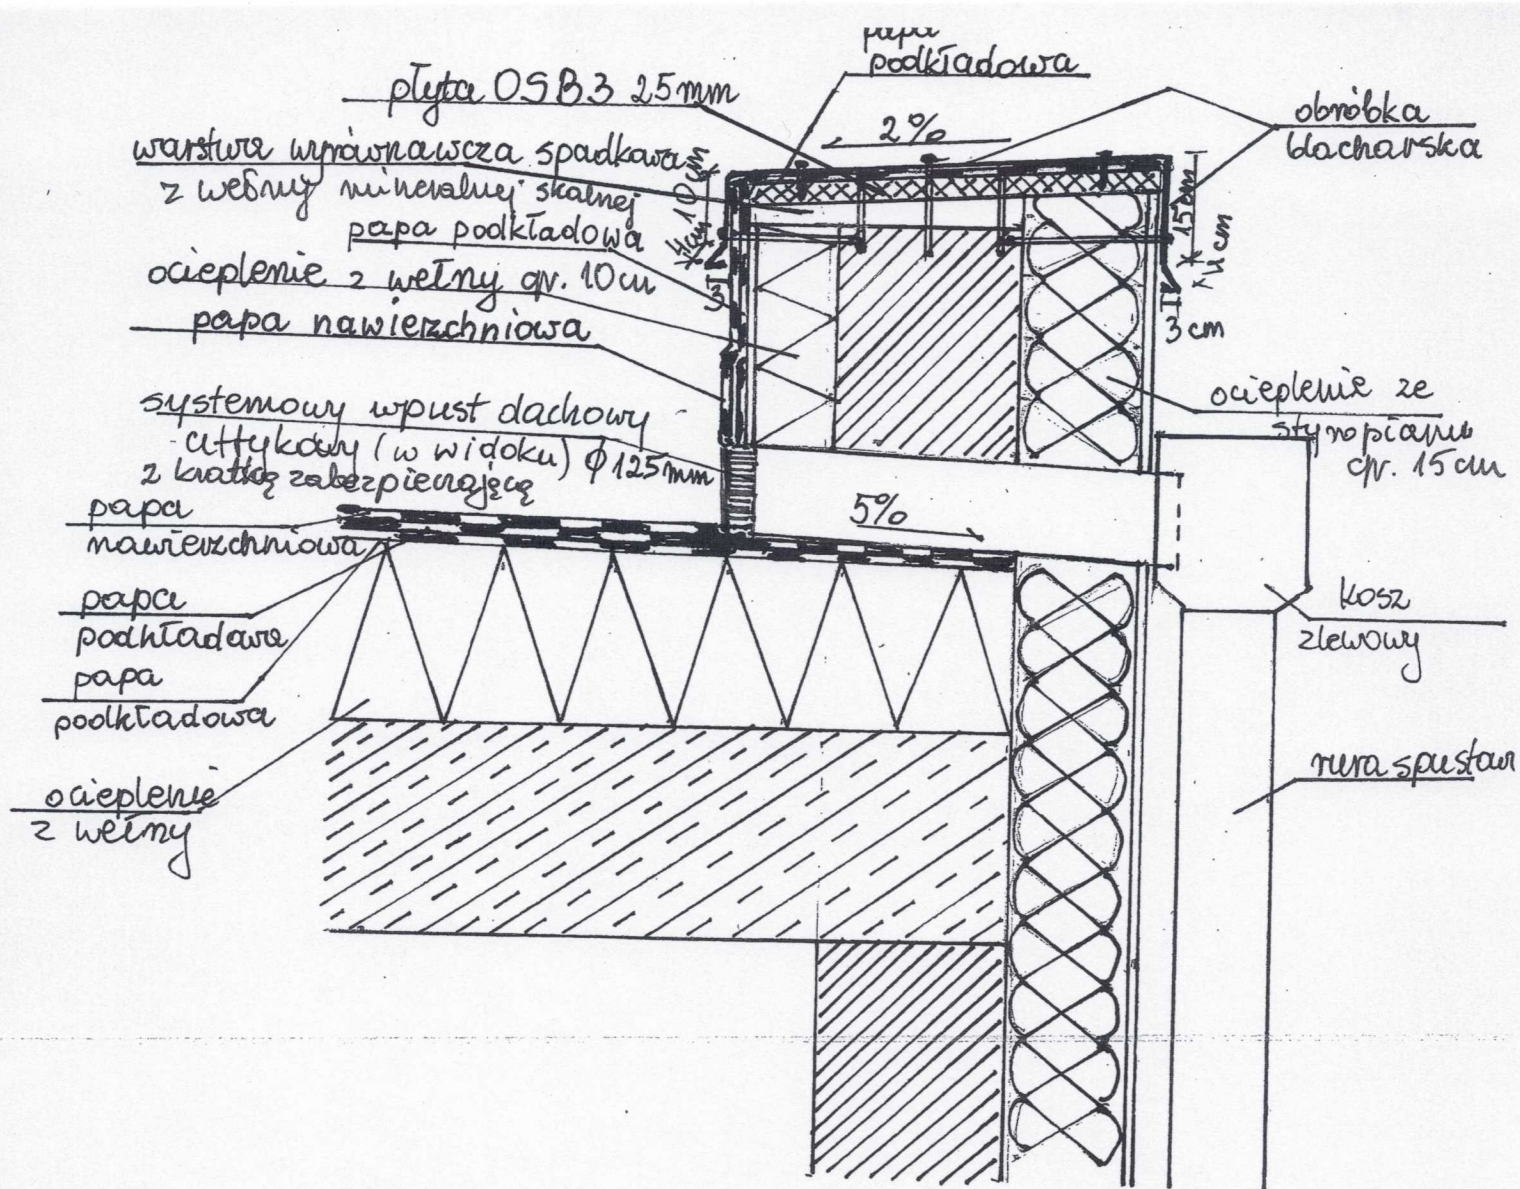 papa
podkładowa
płyta OSB3 25mm
2%
obróbka
blacharska
warstwa wyrównawcza spadkowa
z wełny mineralnej skalnej
10cm
15cm
papa podkładowa
4cm
4cm
ocieplenie z wełny gr. 10cm
3
3cm
papa nawierzchniowa
ocieplenie ze
styropianu
gr. 15cm
systemowy wpust dachowy
attykowy (w widoku) ϕ125mm
z kratką zabezpieczającą
5%
papa
nawierzchniowa
papa
podkładowa
kosz
zlewowy
papa
podkładowa
rura spustow
ocieplenie
z wełny